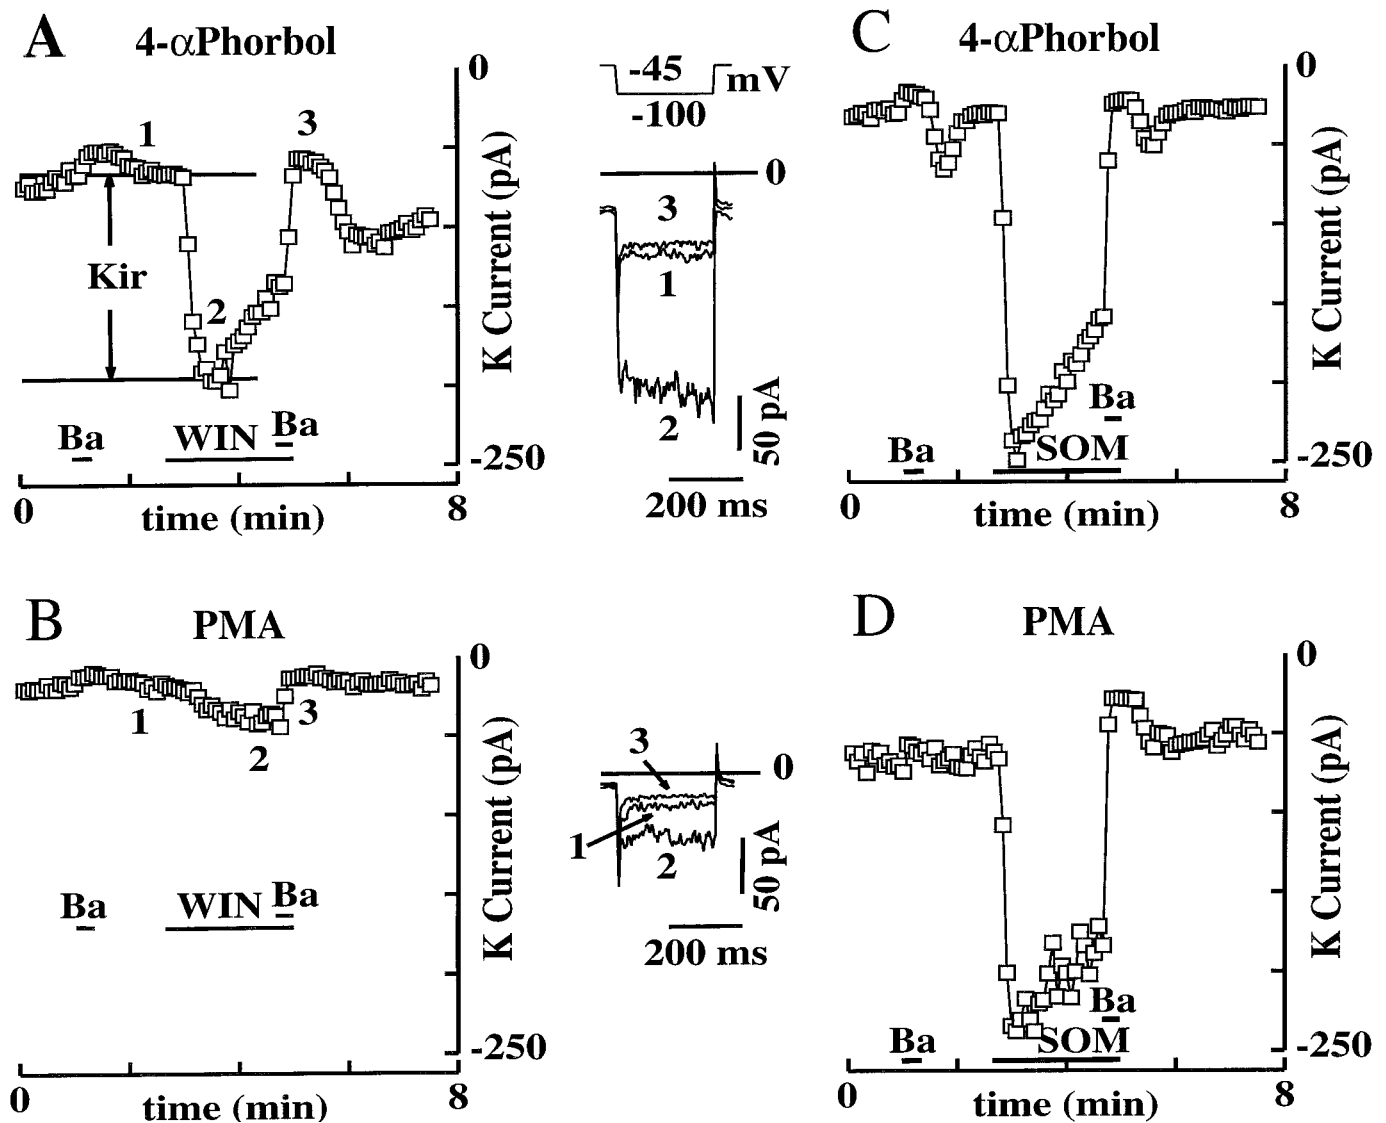 A
4-αPhorbol
0
1
3
Kir
2
Ba
WIN
Ba
K Current (pA)
-250
0
time (min)
8
-45
mV
-100
0
3
1
2
50 pA
200 ms
C
4-αPhorbol
0
Ba
Ba
SOM
K Current (pA)
-250
0
time (min)
8
B
PMA
0
1
2
3
Ba
WIN
Ba
K Current (pA)
-250
0
time (min)
8
3
0
1
2
50 pA
200 ms
D
PMA
0
Ba
Ba
SOM
K Current (pA)
-250
0
time (min)
8